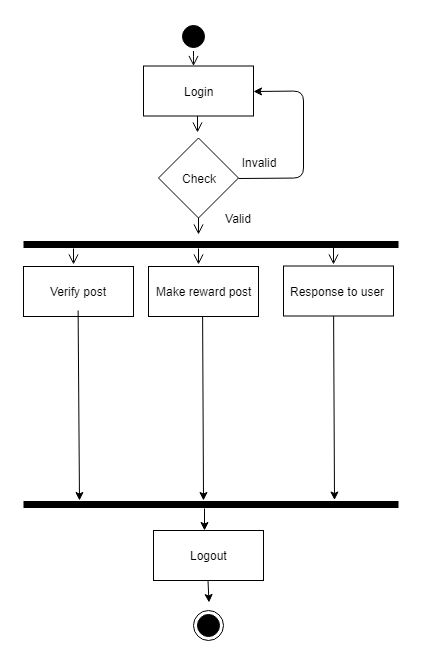 Login
Invalid
Check
Valid
Verify post
Make reward post
Response to user
Logout